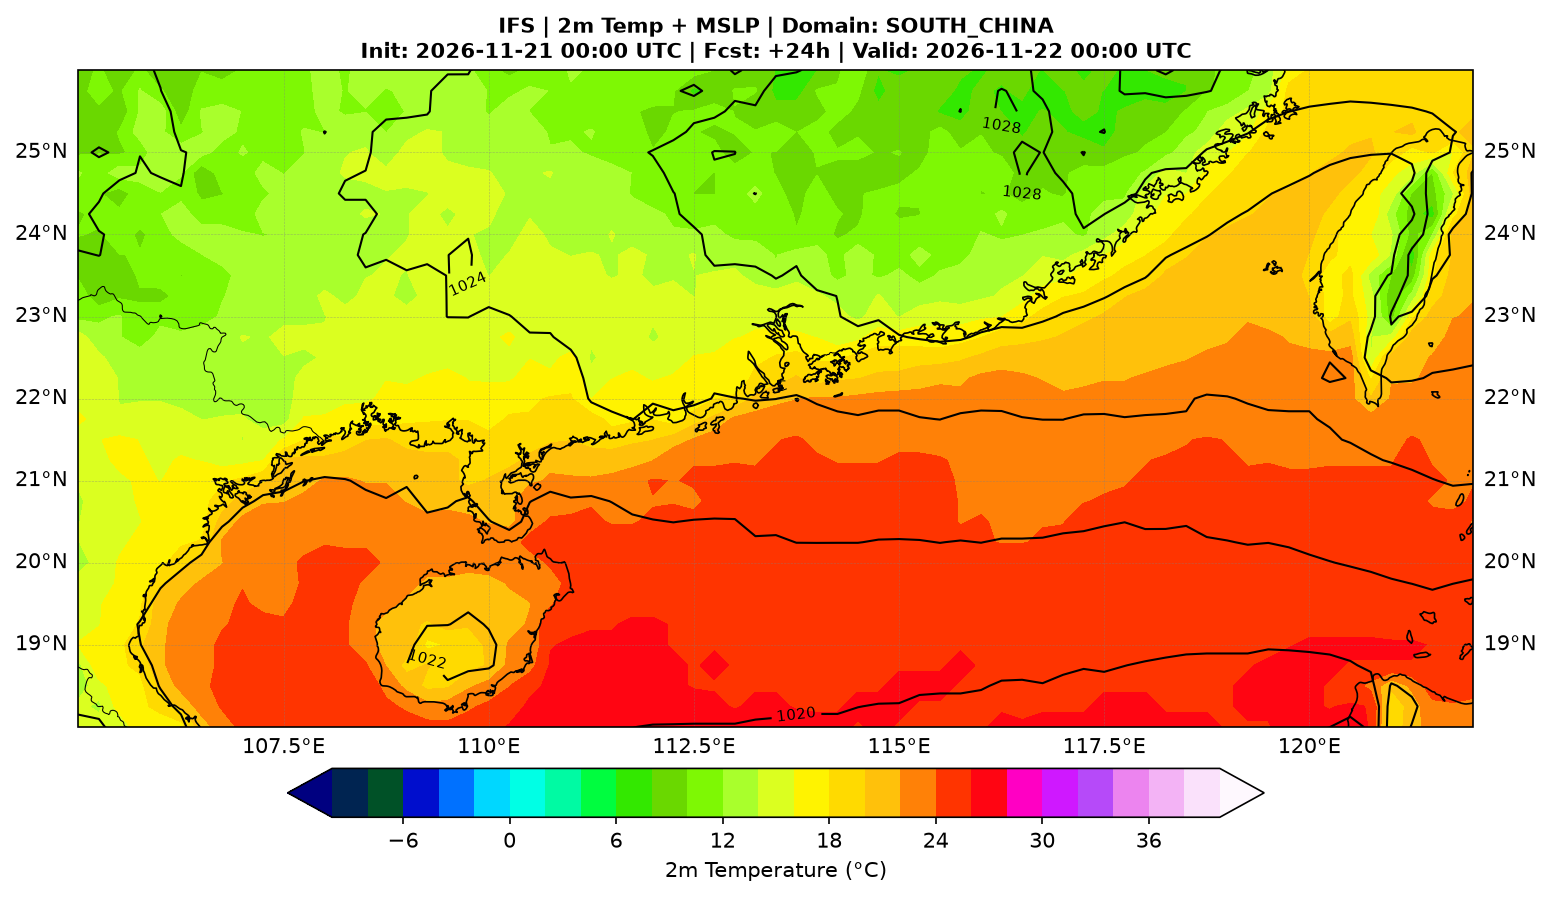 IFS | 2m Temp + MSLP | Domain: SOUTH_CHINA
Init: 2026-11-21 00:00 UTC | Fcst: +24h | Valid: 2026-11-22 00:00 UTC
1028
25°N 25°N
1028
24°N 24°N
1024
23°N 23°N
22°N 22°N
21°N 21°N
20°N 20°N
19°N 19°N
1022
1020
107.5°E 110°E 112.5°E 115°E 117.5°E 120°E
−6 0 6 12 18 24 30 36
2m Temperature (°C)